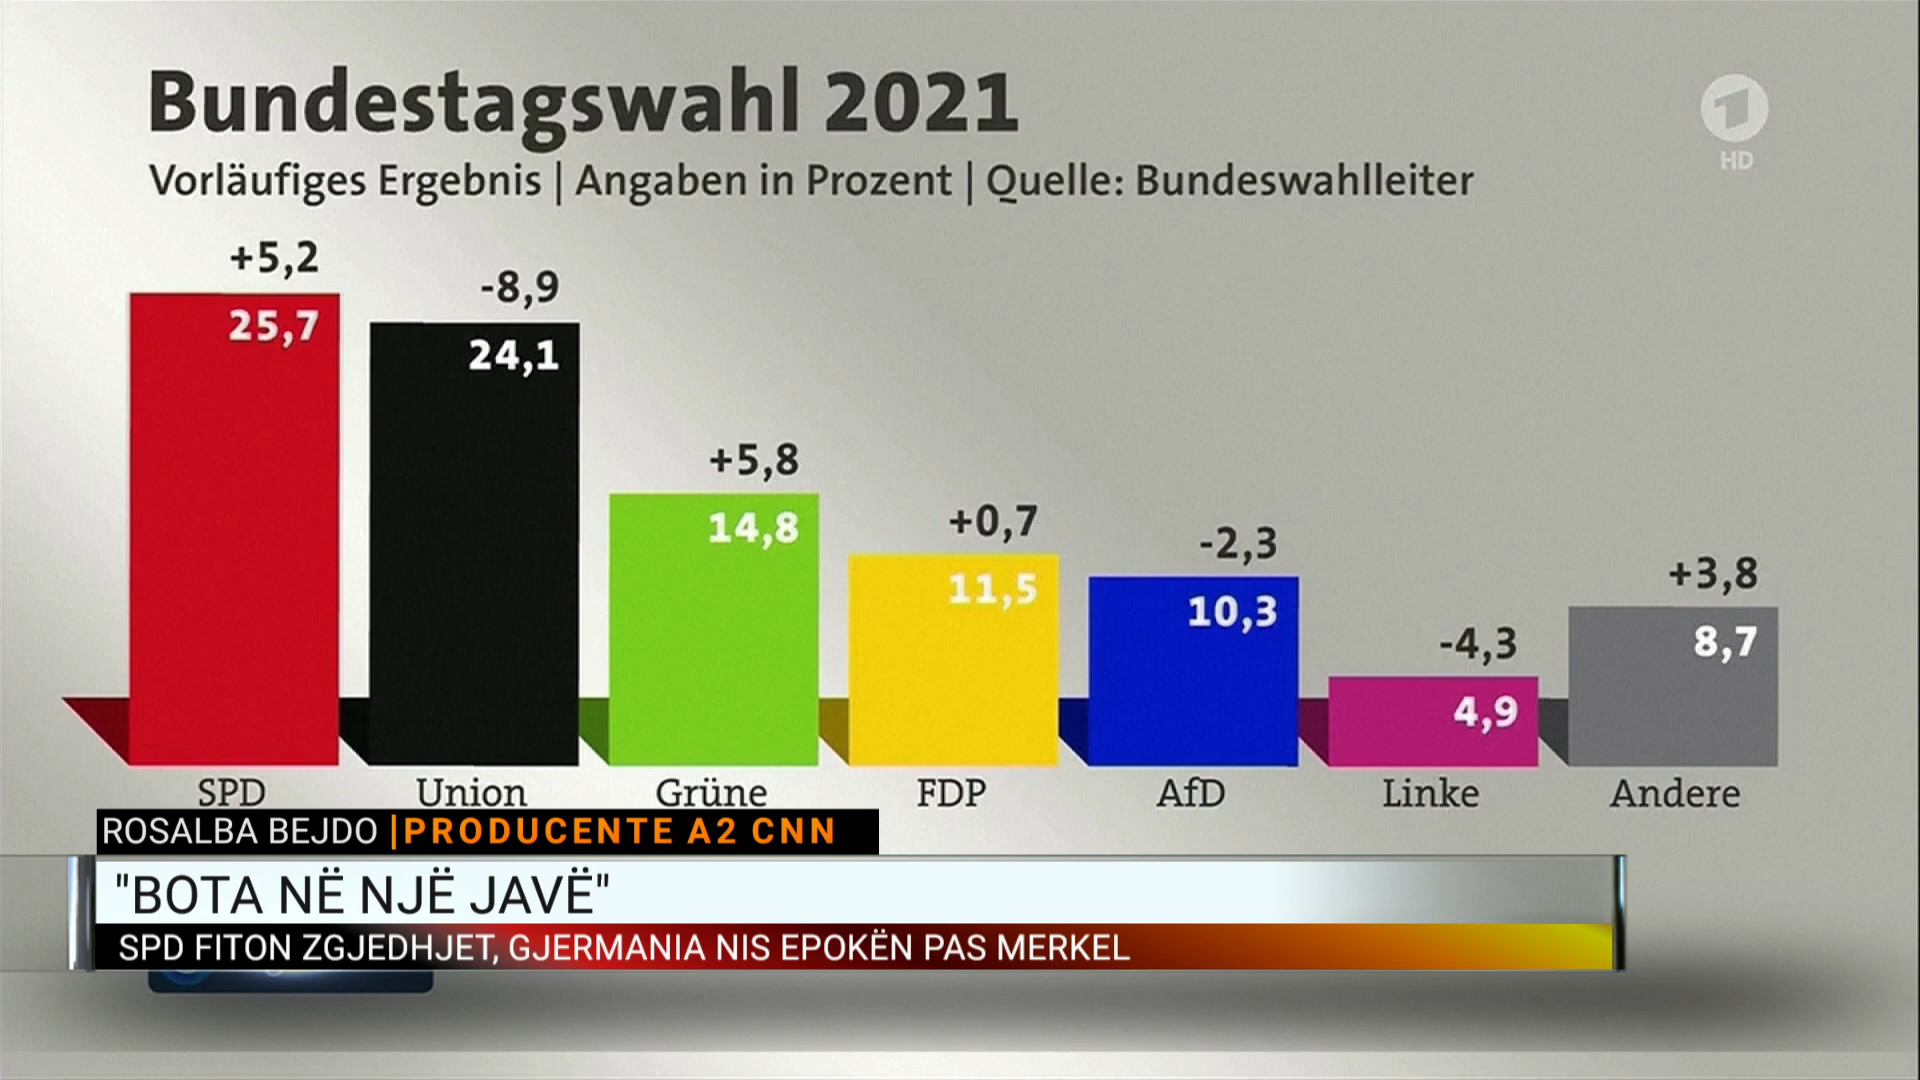 Bundestagswahl 2021
HD
Vorläufiges Ergebnis | Angaben in Prozent | Quelle: Bundeswahlleiter
+5,2
-8,9
+5,8
+0,7
-2,3
-4,3
+3,8
25,7
24,1
14,8
11,5
10,3
4,9
8,7
SPD
Union
Grüne
FDP
AfD
Linke
Andere
ROSALBA BEJDO |PRODUCENTE A2 CNN
"BOTA NË NJË JAVË"
SPD FITON ZGJEDHJET, GJERMANIA NIS EPOKËN PAS MERKEL